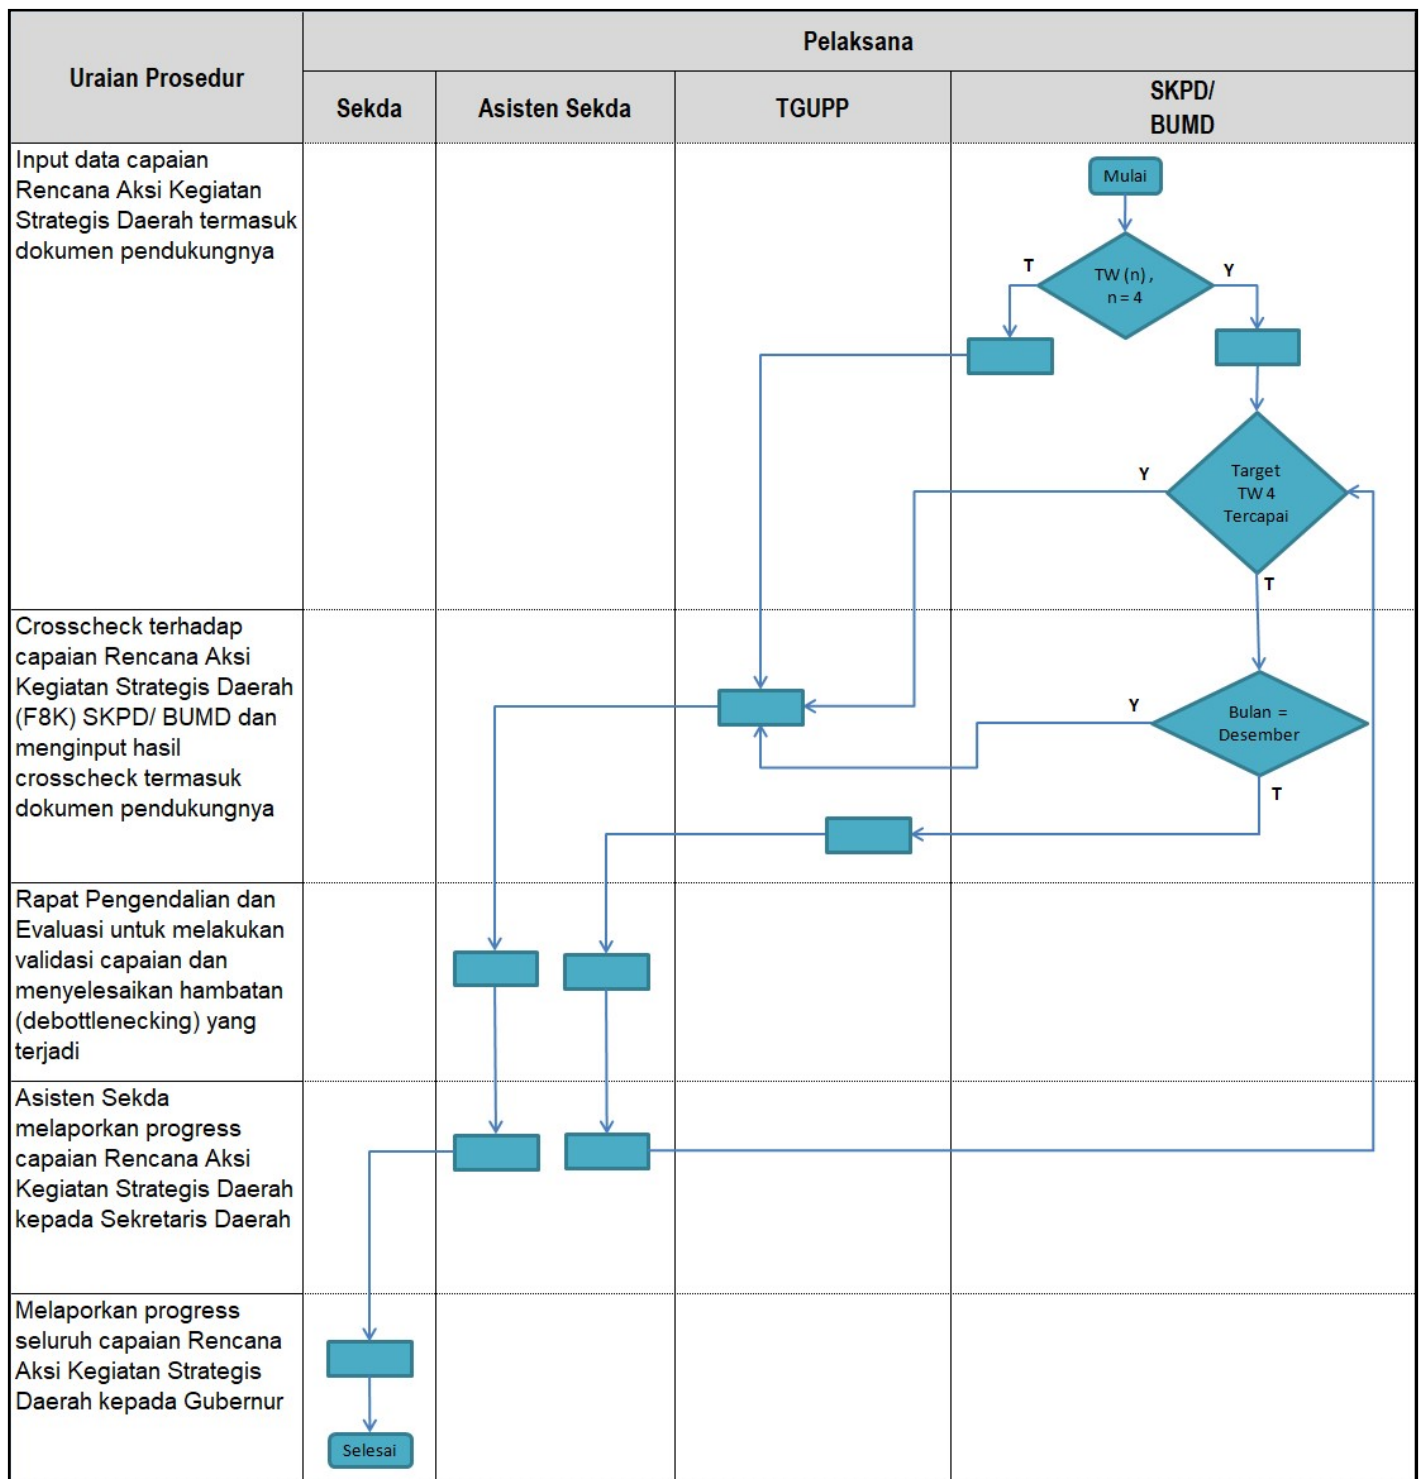 Uraian Prosedur
Pelaksana
Sekda
Asisten Sekda
TGUPP
SKPD/
BUMD
Input data capaian
Rencana Aksi Kegiatan
Strategis Daerah termasuk
dokumen pendukungnya
Mulai
TW (n) ,
n = 4
T
Y
Target
TW 4
Tercapai
Y
T
Crosscheck terhadap
capaian Rencana Aksi
Kegiatan Strategis Daerah
(F8K) SKPD/ BUMD dan
menginput hasil
crosscheck termasuk
dokumen pendukungnya
Bulan =
Desember
Y
T
Rapat Pengendalian dan
Evaluasi untuk melakukan
validasi capaian dan
menyelesaikan hambatan
(debottlenecking) yang
terjadi
Asisten Sekda
melaporkan progress
capaian Rencana Aksi
Kegiatan Strategis Daerah
kepada Sekretaris Daerah
Melaporkan progress
seluruh capaian Rencana
Aksi Kegiatan Strategis
Daerah kepada Gubernur
Selesai